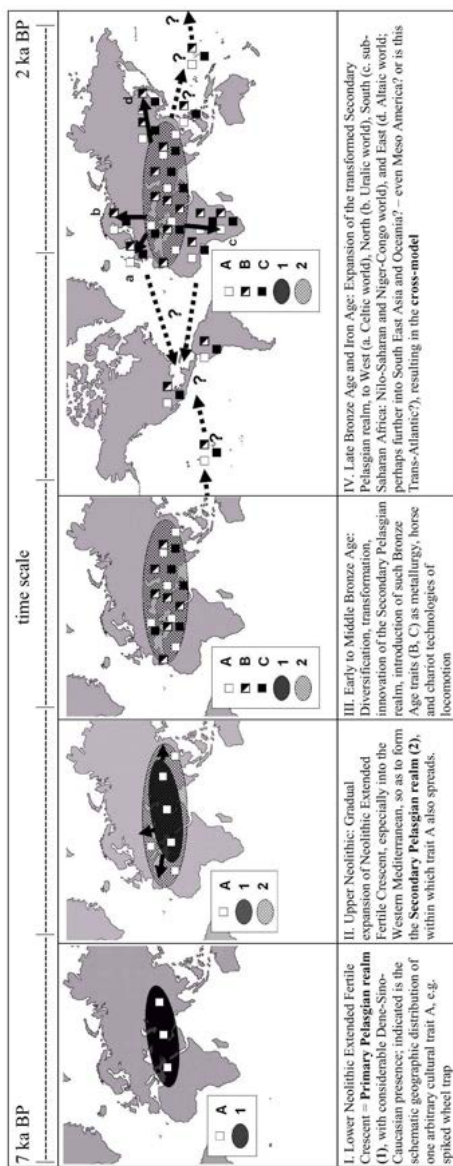 7 ka BP
time scale
2 ka BP
A
1
A
1
2
A
B
C
1
2
a
b
c
d
?
?
?
?
?
?
A
B
C
1
2
I. Lower Neolithic Extended Fertile
Crescent = Primary Pelasgian realm
(1), with considerable Dene-Sino-
Caucasian presence; indicated is the
schematic geographic distribution of
one arbitrary cultural trait A, e.g.
spiked wheel trap
II. Upper Neolithic: Gradual
expansion of Neolithic Extended
Fertile Crescent, especially into the
Western Mediterranean, so as to form
the Secondary Pelasgian realm (2),
within which trait A also spreads.
III. Early to Middle Bronze Age:
Diversification, transformation,
innovation of the Secondary Pelasgian
realm, introduction of such Bronze
Age traits (B, C) as metallurgy, horse
and chariot technologies of
locomotion
IV. Late Bronze Age and Iron Age: Expansion of the transformed Secondary
Pelasgian realm, to West (a. Celtic world), North (b. Uralic world), South (c. sub-
Saharan Africa: Nilo-Saharan and Niger-Congo world), and East (d. Altaic world;
perhaps further into South East Asia and Oceania? – even Meso America? or is this
Trans-Atlantic?), resulting in the cross-model